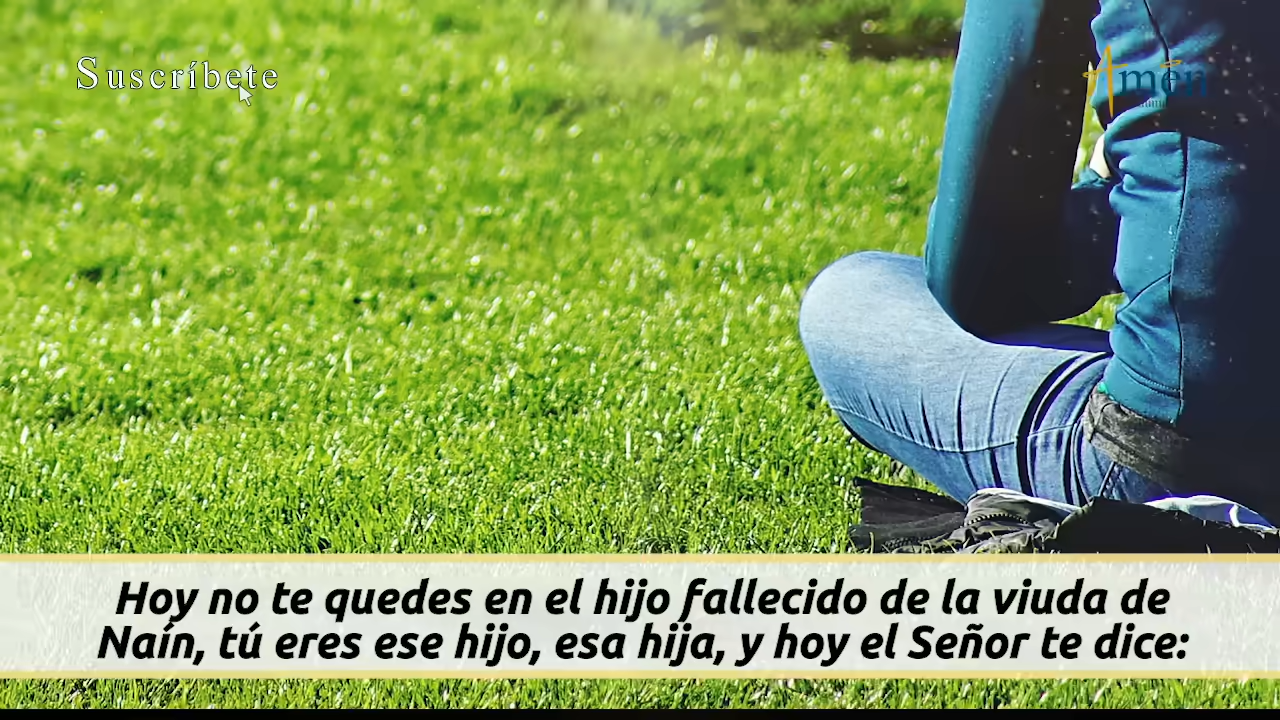 Suscríbete
Amén
Hoy no te quedes en el hijo fallecido de la viuda de
Naín, tú eres ese hijo, esa hija, y hoy el Señor te dice: